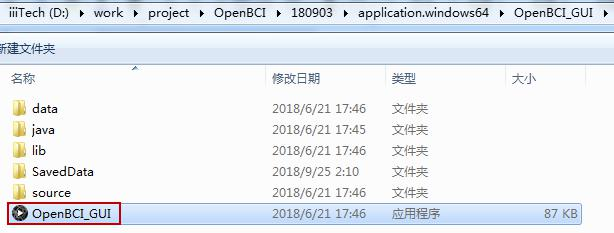 iiiTech (D:) ▸ work ▸ project ▸ OpenBCI ▸ 180903 ▸ application.windows64 ▸ OpenBCI_GUI ▸
新建文件夹
名称 修改日期 类型 大小
data 2018/6/21 17:46 文件夹
java 2018/6/21 17:45 文件夹
lib 2018/6/21 17:46 文件夹
SavedData 2018/9/25 2:10 文件夹
source 2018/6/21 17:46 文件夹
OpenBCI_GUI 2018/6/21 17:46 应用程序 87 KB